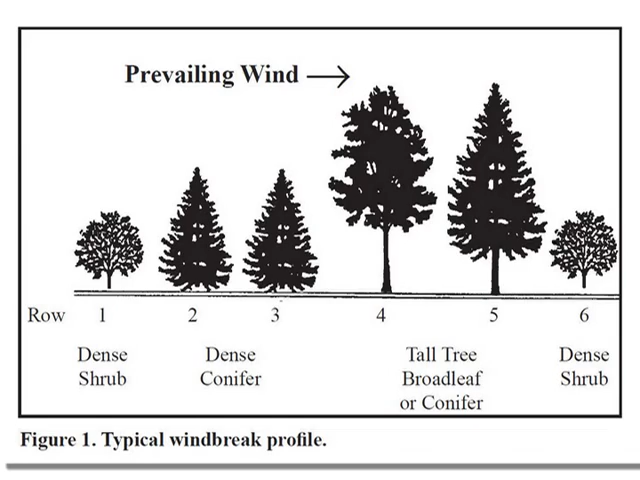 Prevailing Wind →
Row 1 2 3 4 5 6
Dense Shrub
Dense Conifer
Tall Tree Broadleaf or Conifer
Dense Shrub
Figure 1. Typical windbreak profile.